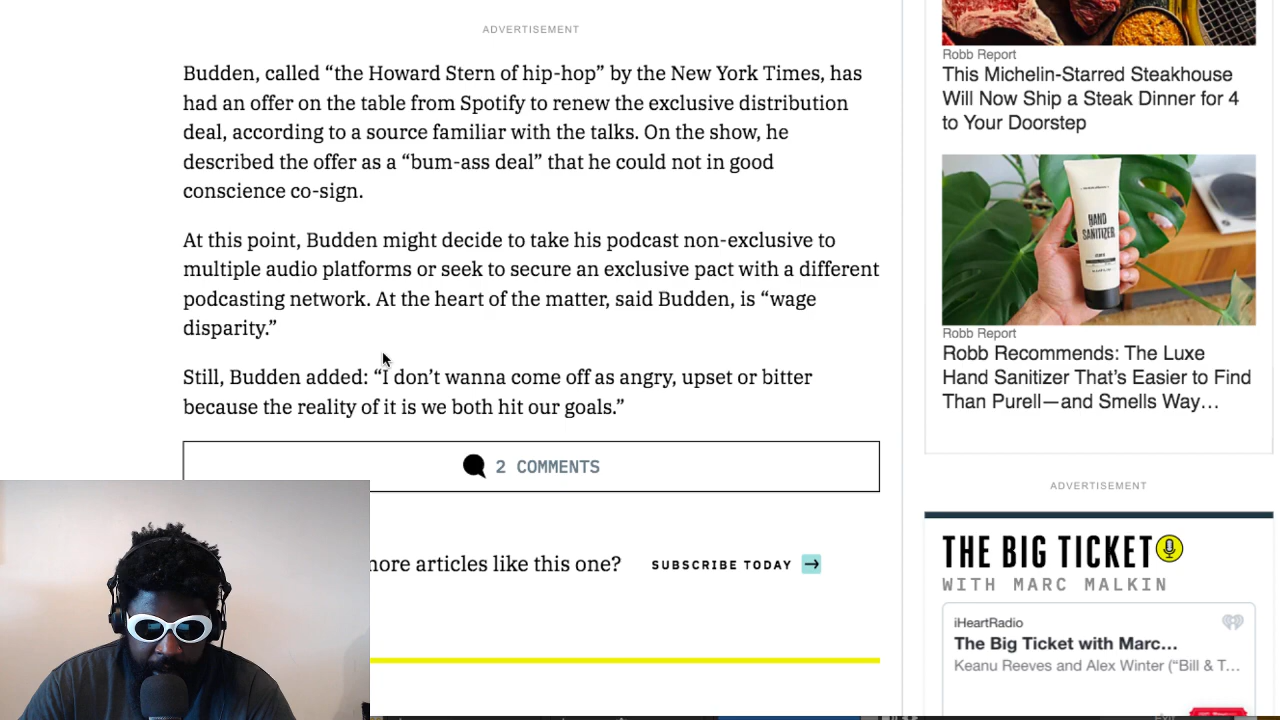 ADVERTISEMENT
Budden, called “the Howard Stern of hip-hop” by the New York Times, has
had an offer on the table from Spotify to renew the exclusive distribution
deal, according to a source familiar with the talks. On the show, he
described the offer as a “bum-ass deal” that he could not in good
conscience co-sign.
At this point, Budden might decide to take his podcast non-exclusive to
multiple audio platforms or seek to secure an exclusive pact with a different
podcasting network. At the heart of the matter, said Budden, is “wage
disparity.”
Still, Budden added: “I don’t wanna come off as angry, upset or bitter
because the reality of it is we both hit our goals.”
2 COMMENTS
more articles like this one?
SUBSCRIBE TODAY
Robb Report
This Michelin-Starred Steakhouse
Will Now Ship a Steak Dinner for 4
to Your Doorstep
HAND
SANITIZER
Robb Report
Robb Recommends: The Luxe
Hand Sanitizer That’s Easier to Find
Than Purell—and Smells Way…
ADVERTISEMENT
THE BIG TICKET
WITH MARC MALKIN
iHeartRadio
The Big Ticket with Marc...
Keanu Reeves and Alex Winter (“Bill & T...